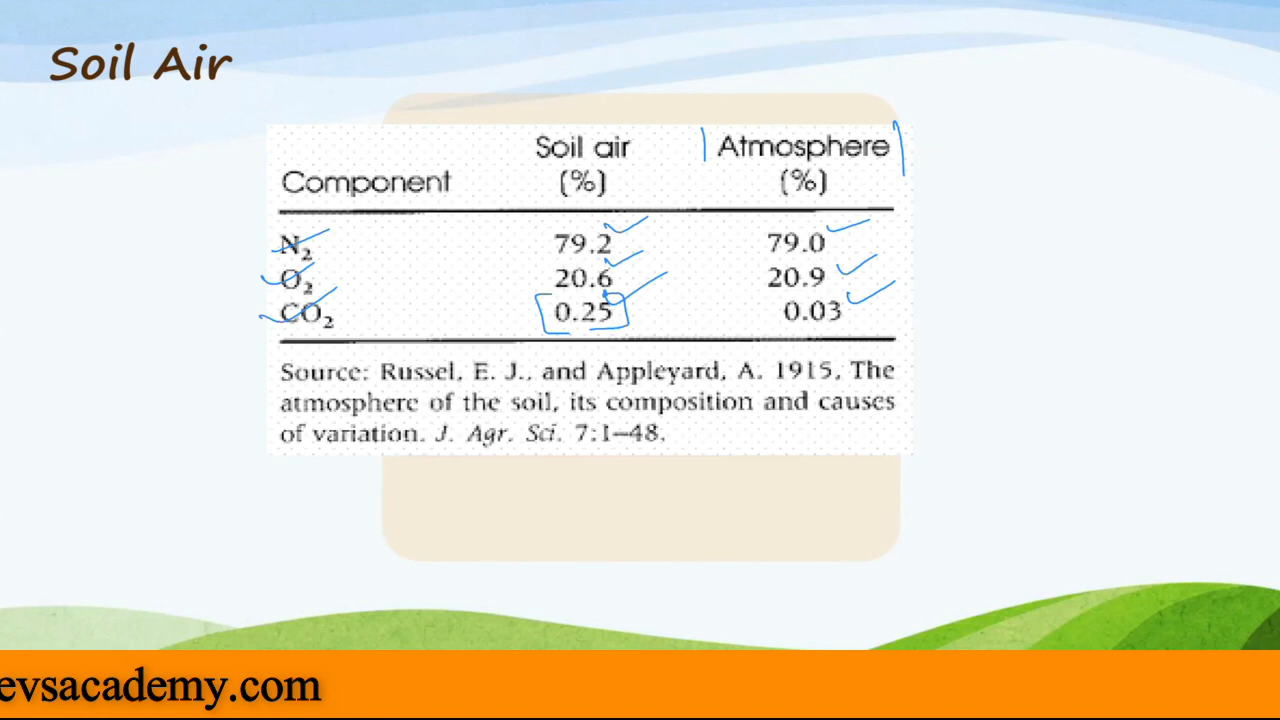 Soil Air
Soil air Atmosphere
Component (%) (%)
N₂ 79.2 79.0
O₂ 20.6 20.9
CO₂ 0.25 0.03
Source: Russel, E. J., and Appleyard, A. 1915, The
atmosphere of the soil, its composition and causes
of variation. J. Agr. Sci. 7:1—48.
evsacademy.com